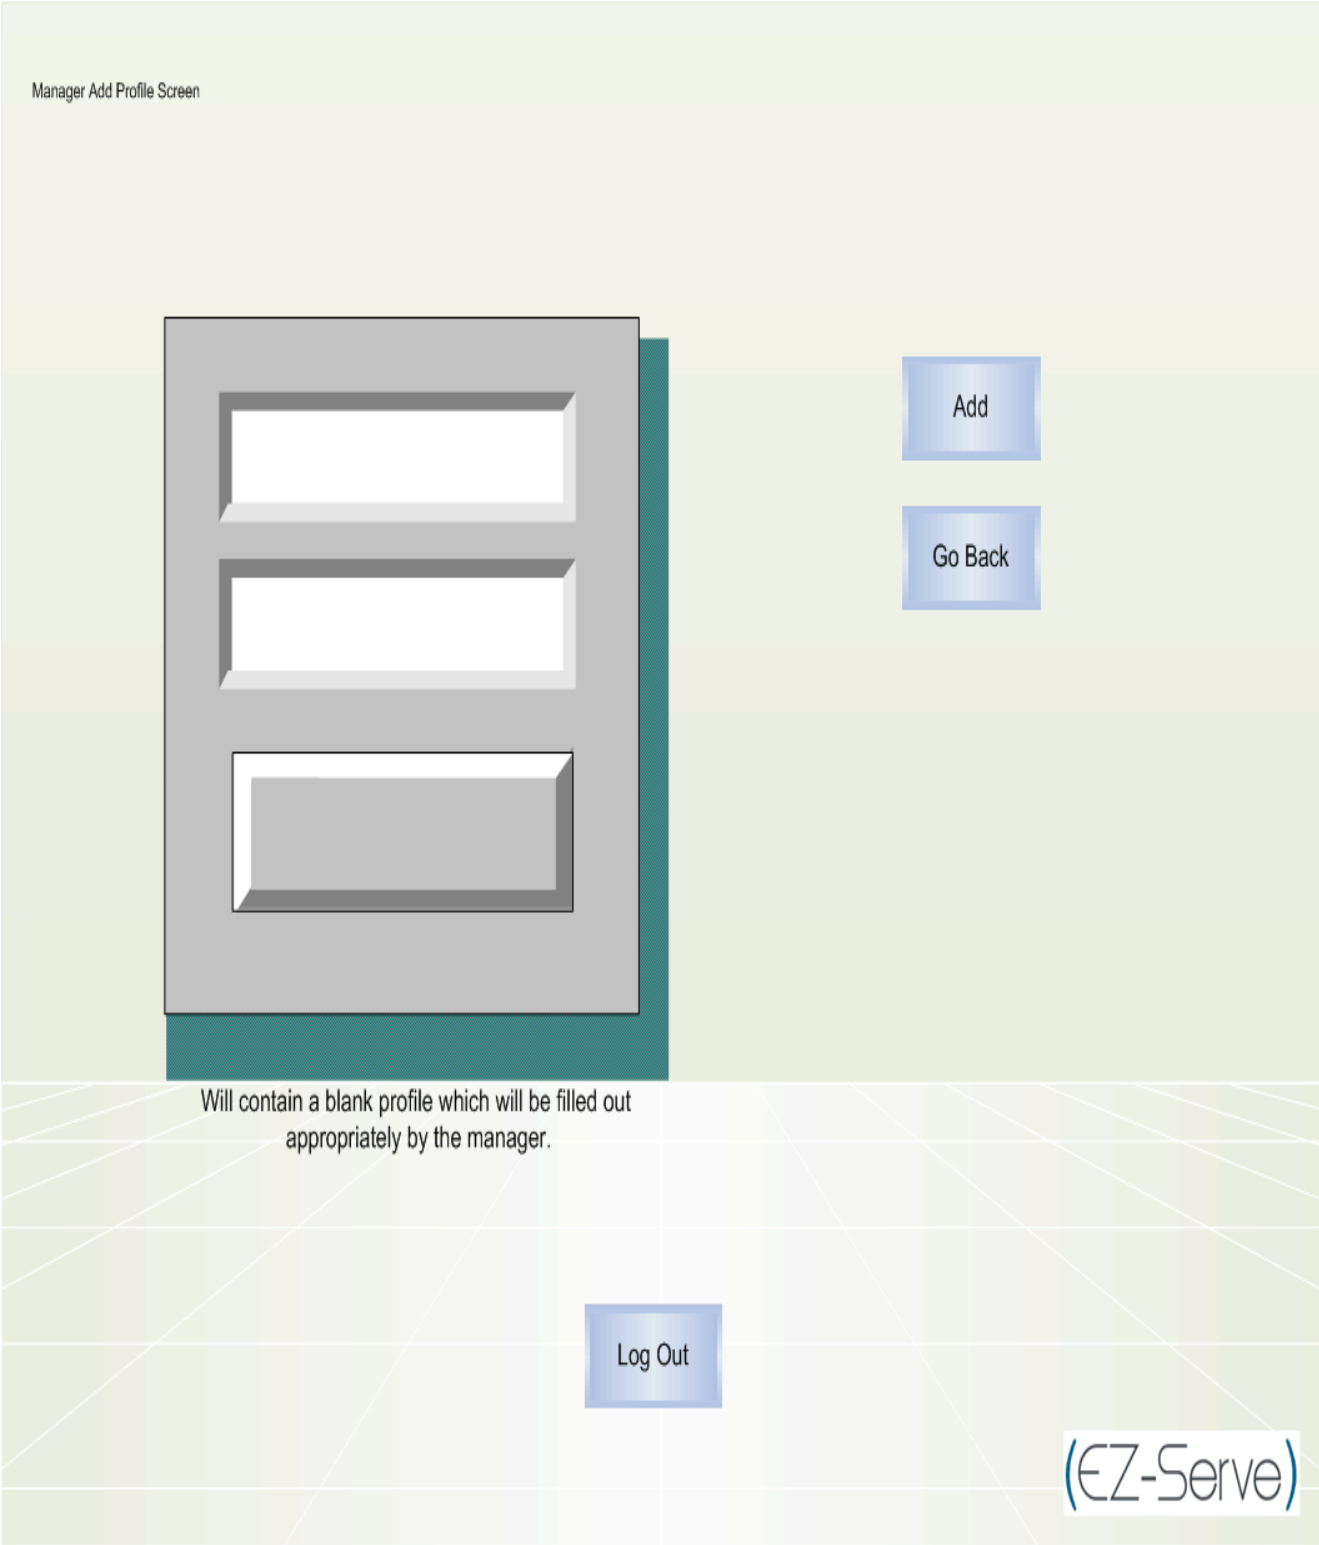 Manager Add Profile Screen
Add
Go Back
Will contain a blank profile which will be filled out
appropriately by the manager.
Log Out
(EZ-Serve)